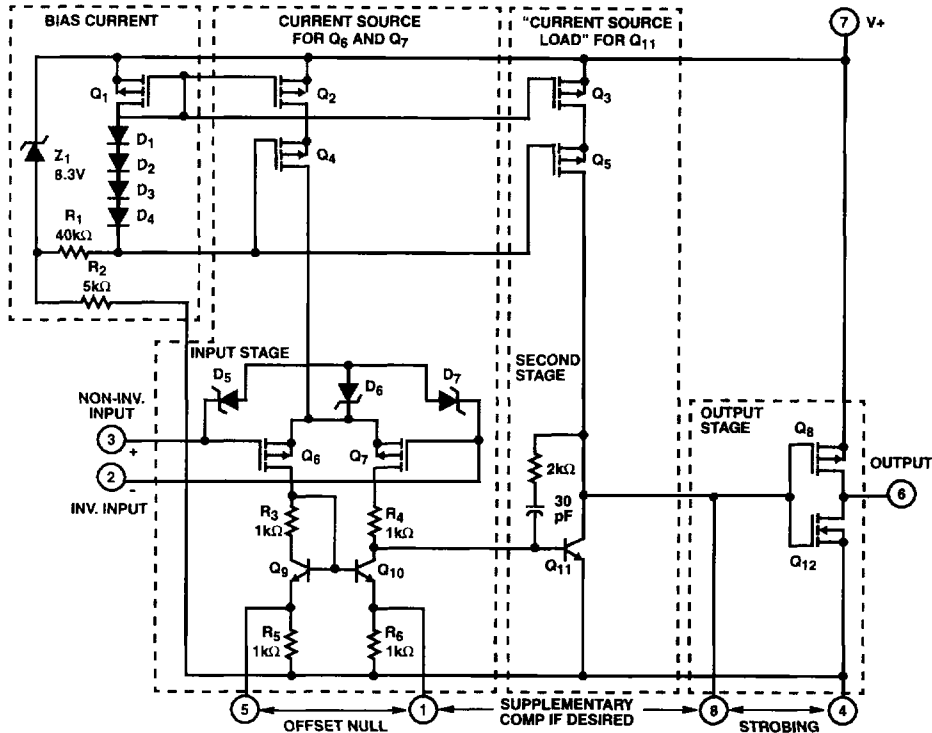 BIAS CURRENT
CURRENT SOURCE
FOR Q6 AND Q7
"CURRENT SOURCE
LOAD" FOR Q11
7 V+
Q1
Q2
Q3
D1
Z1
8.3V
D2
Q4
Q5
D3
D4
R1
40kΩ
R2
5kΩ
INPUT STAGE
SECOND
STAGE
D5
D6
D7
NON-INV.
INPUT
3
+
OUTPUT
STAGE
Q8
Q6
Q7
2kΩ
OUTPUT
2
-
6
INV. INPUT
30
pF
R3
1kΩ
R4
1kΩ
Q9
Q10
Q11
Q12
R5
1kΩ
R6
1kΩ
5
1
8
4
OFFSET NULL
SUPPLEMENTARY
COMP IF DESIRED
STROBING